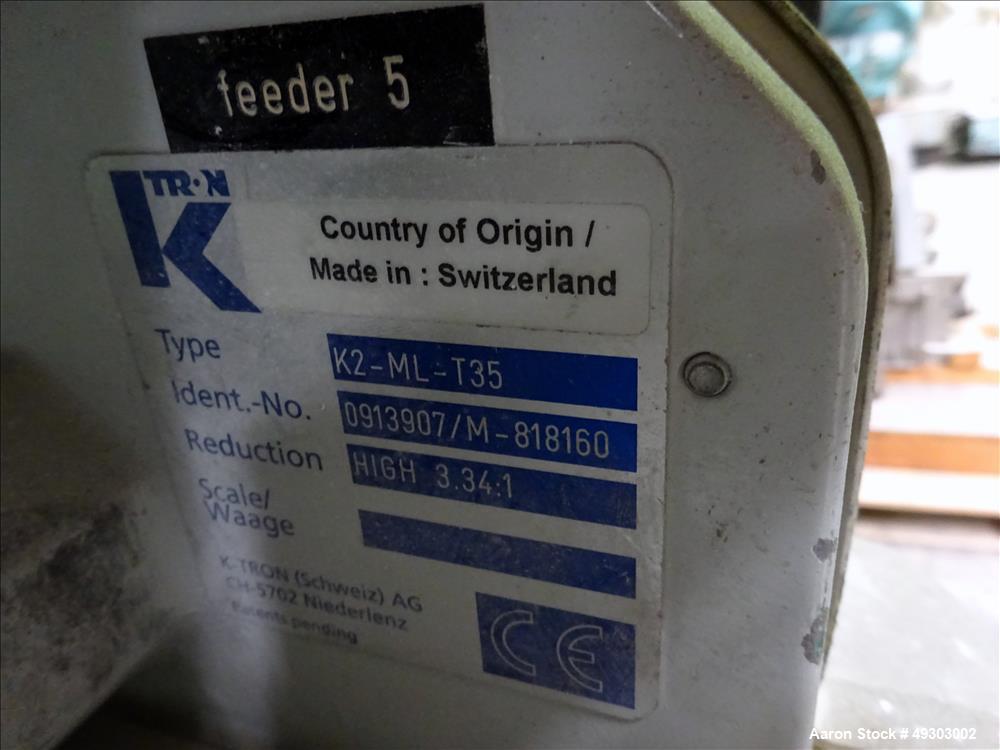 feeder 5
K-TRON
Country of Origin /
Made in : Switzerland
Type K2-ML-T35
Ident.-No. 0913907/M-818160
Reduction HIGH 3.34:1
Scale/
Waage
K-TRON (Schweiz) AG
CH-5702 Niederlenz
Patents pending
CE
Aaron Stock # 49303002